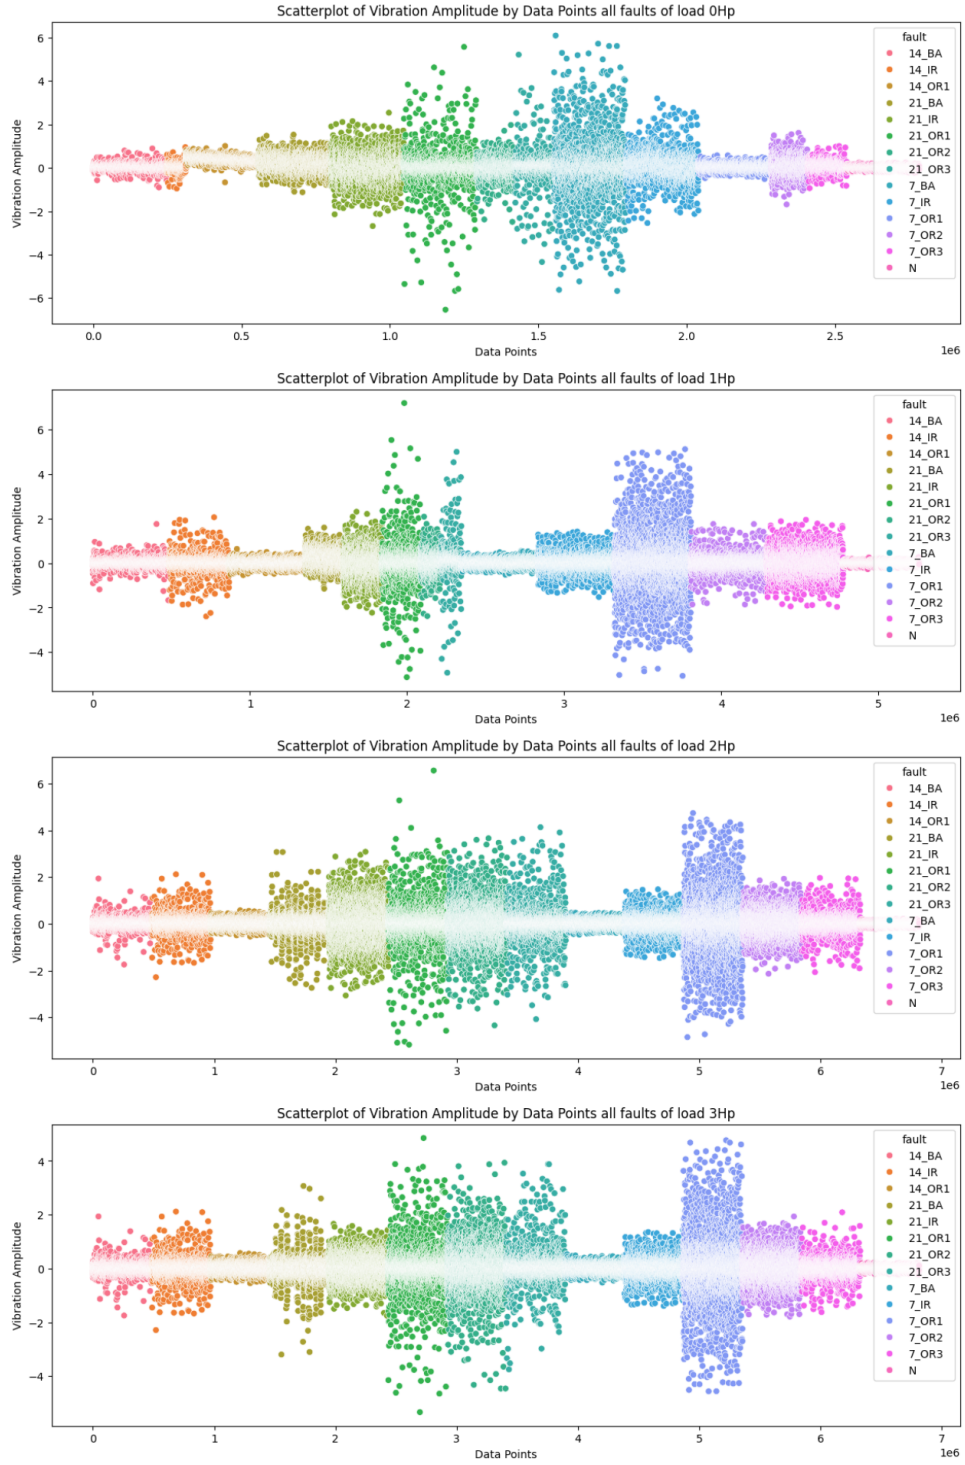 Scatterplot of Vibration Amplitude by Data Points all faults of load 0Hp
6
4
2
0
−2
−4
−6
Vibration Amplitude
0.0 0.5 1.0 1.5 2.0 2.5
1e6
Data Points
fault
14_BA
14_IR
14_OR1
21_BA
21_IR
21_OR1
21_OR2
21_OR3
7_BA
7_IR
7_OR1
7_OR2
7_OR3
N
Scatterplot of Vibration Amplitude by Data Points all faults of load 1Hp
6
4
2
0
−2
−4
Vibration Amplitude
0 1 2 3 4 5
1e6
Data Points
fault
14_BA
14_IR
14_OR1
21_BA
21_IR
21_OR1
21_OR2
21_OR3
7_BA
7_IR
7_OR1
7_OR2
7_OR3
N
Scatterplot of Vibration Amplitude by Data Points all faults of load 2Hp
6
4
2
0
−2
−4
Vibration Amplitude
0 1 2 3 4 5 6 7
1e6
Data Points
fault
14_BA
14_IR
14_OR1
21_BA
21_IR
21_OR1
21_OR2
21_OR3
7_BA
7_IR
7_OR1
7_OR2
7_OR3
N
Scatterplot of Vibration Amplitude by Data Points all faults of load 3Hp
4
2
0
−2
−4
Vibration Amplitude
0 1 2 3 4 5 6 7
1e6
Data Points
fault
14_BA
14_IR
14_OR1
21_BA
21_IR
21_OR1
21_OR2
21_OR3
7_BA
7_IR
7_OR1
7_OR2
7_OR3
N